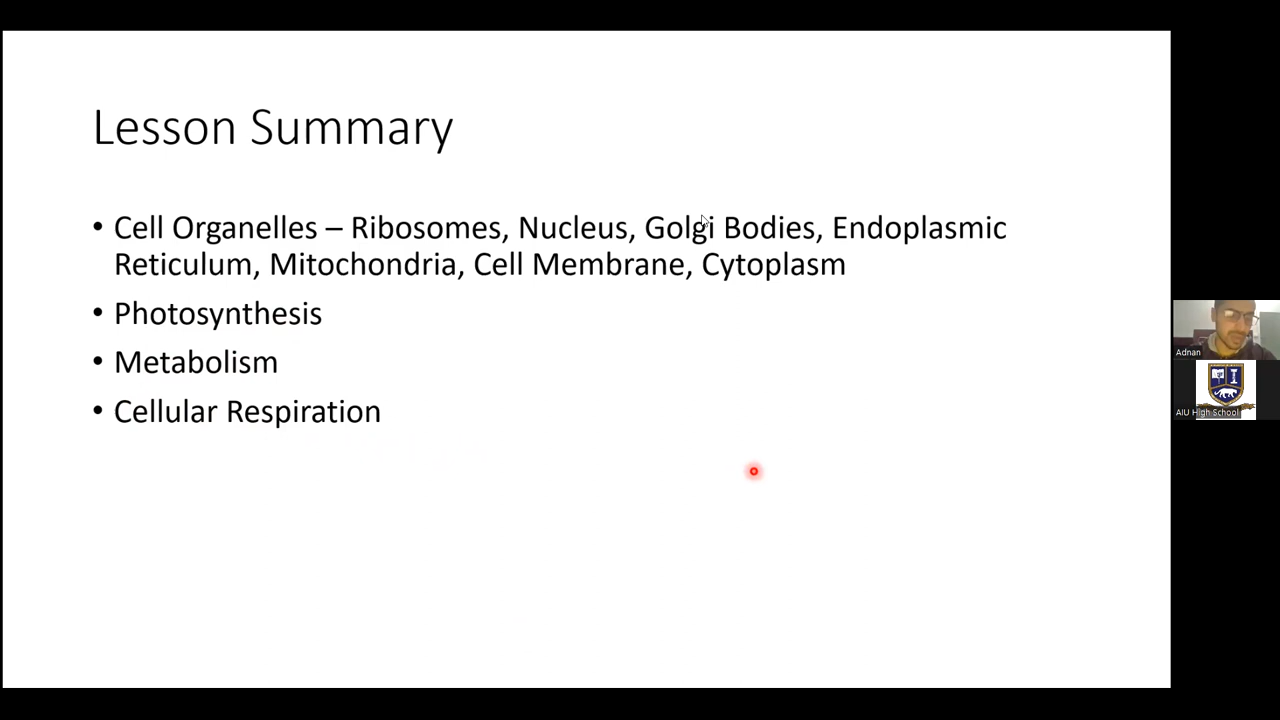 Lesson Summary
• Cell Organelles – Ribosomes, Nucleus, Golgi Bodies, Endoplasmic
Reticulum, Mitochondria, Cell Membrane, Cytoplasm
• Photosynthesis
• Metabolism
• Cellular Respiration
Adnan
AIU High School